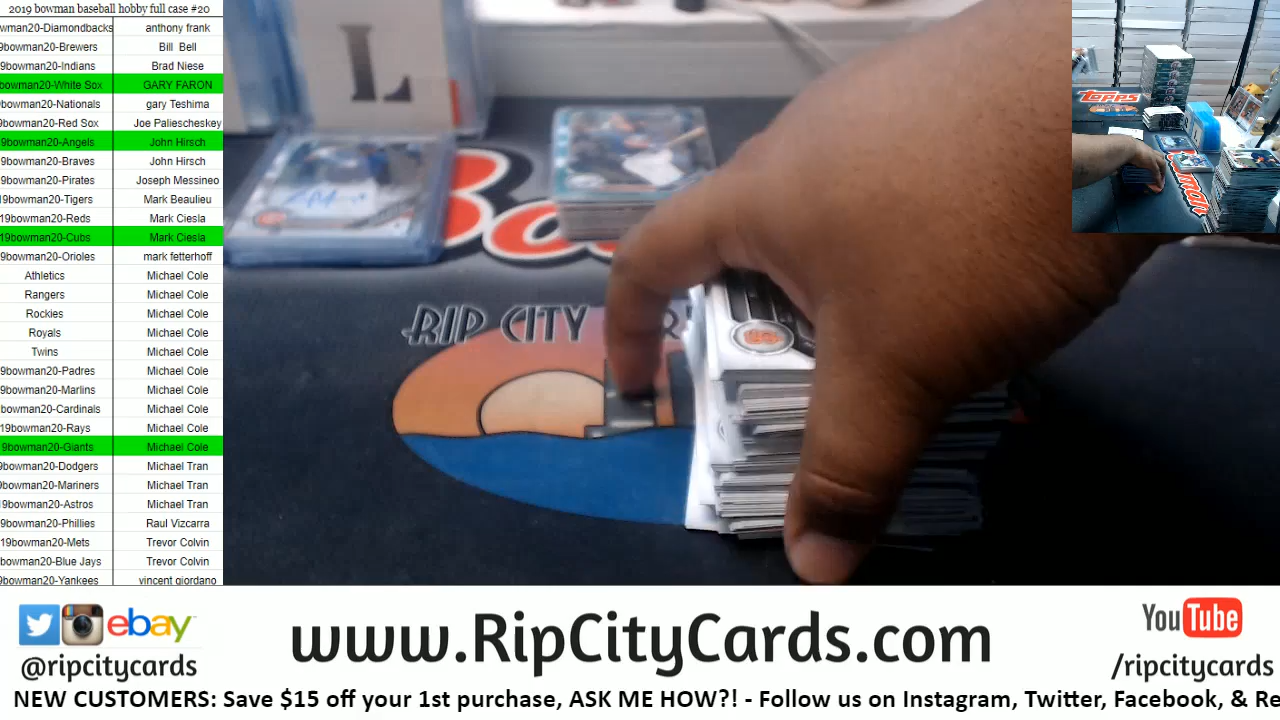 2019 bowman baseball hobby full case #20
wman20-Diamondbacks anthony frank
9bowman20-Brewers Bill Bell
9bowman20-Indians Brad Niese
bowman20-White Sox GARY FARON
9bowman20-Nationals gary Teshima
9bowman20-Red Sox Joe Paliescheskey
9bowman20-Angels John Hirsch
9bowman20-Braves John Hirsch
9bowman20-Pirates Joseph Messineo
19bowman20-Tigers Mark Beaulieu
19bowman20-Reds Mark Ciesla
19bowman20-Cubs Mark Ciesla
9bowman20-Orioles mark fetterhoff
Athletics Michael Cole
Rangers Michael Cole
Rockies Michael Cole
Royals Michael Cole
Twins Michael Cole
9bowman20-Padres Michael Cole
9bowman20-Marlins Michael Cole
bowman20-Cardinals Michael Cole
19bowman20-Rays Michael Cole
9bowman20-Giants Michael Cole
9bowman20-Dodgers Michael Tran
9bowman20-Mariners Michael Tran
19bowman20-Astros Michael Tran
9bowman20-Phillies Raul Vizcarra
19bowman20-Mets Trevor Colvin
bowman20-Blue Jays Trevor Colvin
9bowman20-Yankees vincent giordano
L
RIP CITY
Topps
ebay
@ripcitycards
www.RipCityCards.com
YouTube
/ripcitycards
NEW CUSTOMERS: Save $15 off your 1st purchase, ASK ME HOW?! - Follow us on Instagram, Twitter, Facebook, & Re